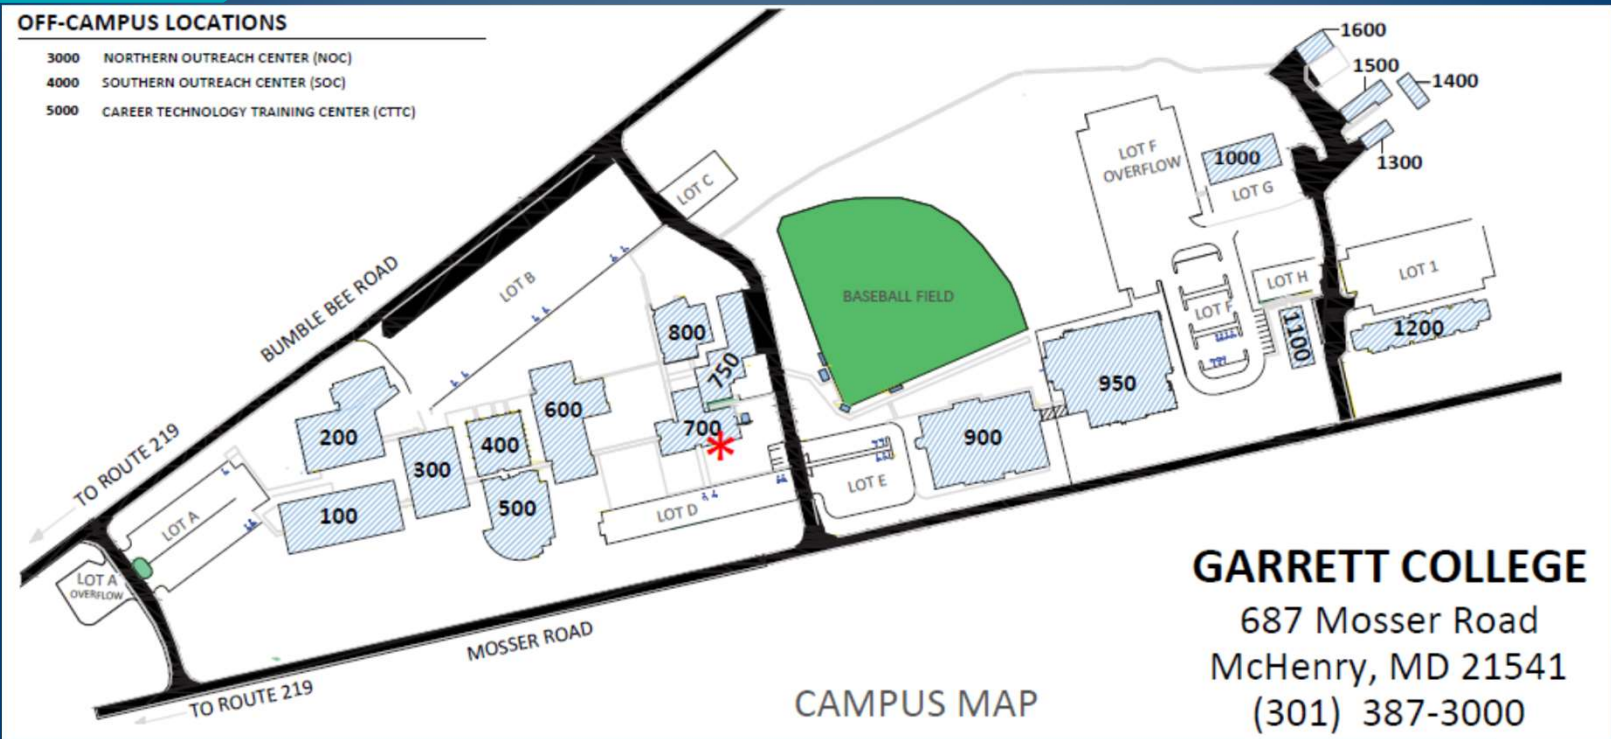 OFF-CAMPUS LOCATIONS
3000 NORTHERN OUTREACH CENTER (NOC)
4000 SOUTHERN OUTREACH CENTER (SOC)
5000 CAREER TECHNOLOGY TRAINING CENTER (CTTC)
1600
1500
1400
1300
LOT F
OVERFLOW
1000
LOT G
LOT C
BUMBLE BEE ROAD
LOT B
BASEBALL FIELD
LOT H
LOT 1
LOT F
1100
1200
800
750
950
600
700
*
900
200
400
300
500
100
TO ROUTE 219
LOT A
LOT D
LOT E
LOT A
OVERFLOW
MOSSER ROAD
TO ROUTE 219
CAMPUS MAP
GARRETT COLLEGE
687 Mosser Road
McHenry, MD 21541
(301) 387-3000